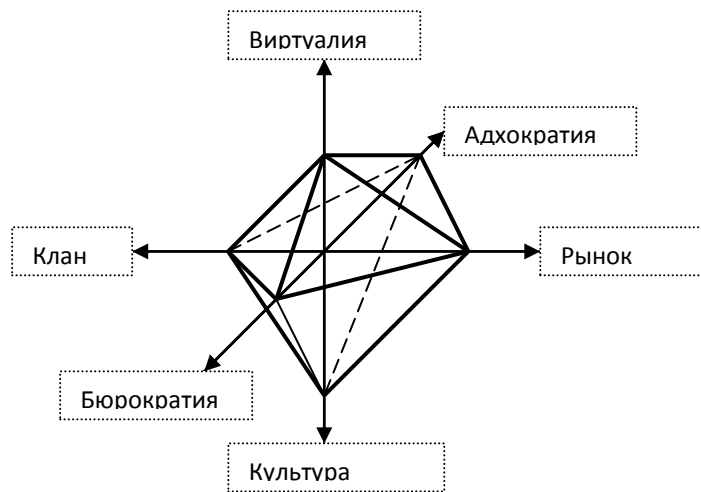 Виртуалия
Адхократия
Клан
Рынок
Бюрократия
Культура